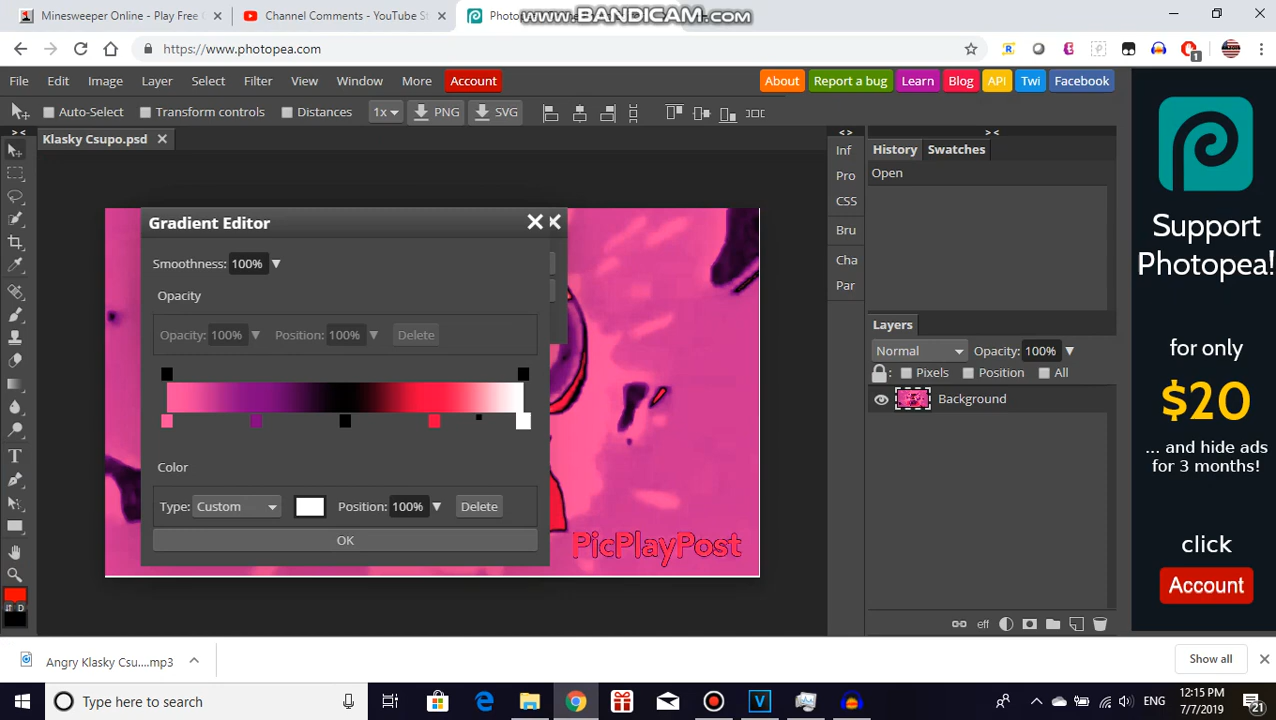 Minesweeper Online - Play Free
Channel Comments - YouTube St
Photo
www.BANDICAM.com
https://www.photopea.com
1
File Edit Image Layer Select Filter View Window More Account
About Report a bug Learn Blog API Twi Facebook
Auto-Select Transform controls Distances 1x PNG SVG
Klasky Csupo.psd
Gradient Editor
Smoothness: 100%
Opacity
Opacity: 100% Position: 100% Delete
Color
Type: Custom Position: 100% Delete
OK
PicPlayPost
Inf
Pro
CSS
Bru
Cha
Par
History Swatches
Open
Layers
Normal Opacity: 100%
Pixels Position All
Background
eff
Support
Photopea!
for only
$20
... and hide ads
for 3 months!
click
Account
D
Angry Klasky Csu....mp3
Show all
Type here to search
ENG
12:15 PM
7/7/2019
21